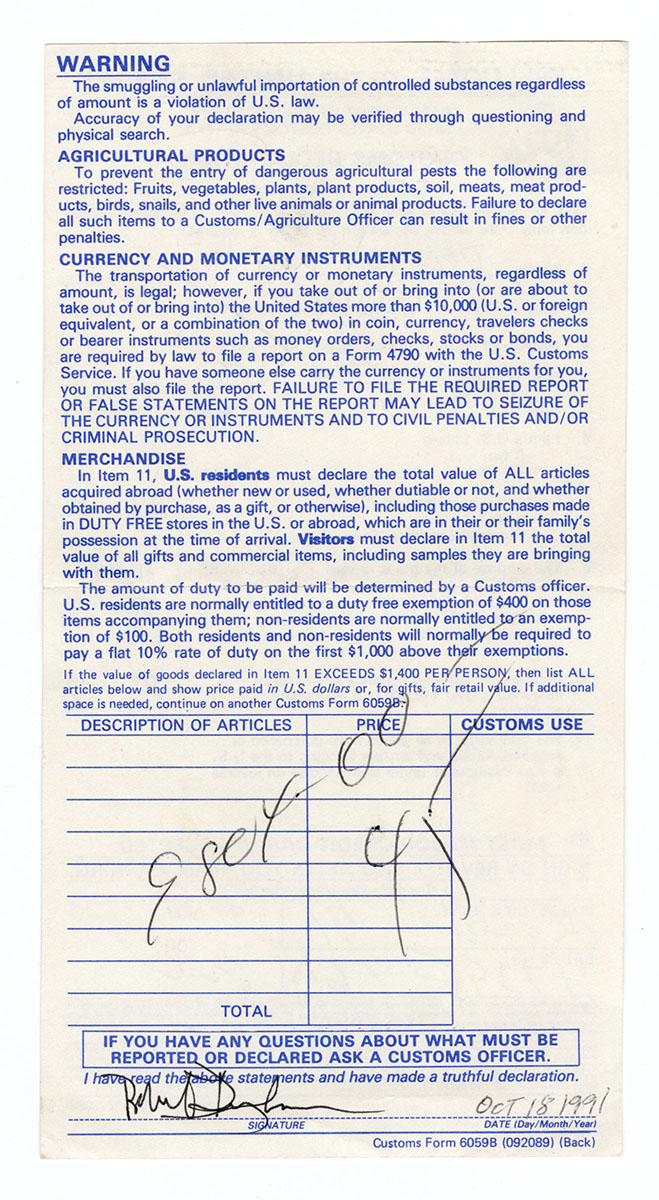 WARNING
The smuggling or unlawful importation of controlled substances regardless
of amount is a violation of U.S. law.
Accuracy of your declaration may be verified through questioning and
physical search.
AGRICULTURAL PRODUCTS
To prevent the entry of dangerous agricultural pests the following are
restricted: Fruits, vegetables, plants, plant products, soil, meats, meat prod-
ucts, birds, snails, and other live animals or animal products. Failure to declare
all such items to a Customs/Agriculture Officer can result in fines or other
penalties.
CURRENCY AND MONETARY INSTRUMENTS
The transportation of currency or monetary instruments, regardless of
amount, is legal; however, if you take out of or bring into (or are about to
take out of or bring into) the United States more than $10,000 (U.S. or foreign
equivalent, or a combination of the two) in coin, currency, travelers checks
or bearer instruments such as money orders, checks, stocks or bonds, you
are required by law to file a report on a Form 4790 with the U.S. Customs
Service. If you have someone else carry the currency or instruments for you,
you must also file the report. FAILURE TO FILE THE REQUIRED REPORT
OR FALSE STATEMENTS ON THE REPORT MAY LEAD TO SEIZURE OF
THE CURRENCY OR INSTRUMENTS AND TO CIVIL PENALTIES AND/OR
CRIMINAL PROSECUTION.
MERCHANDISE
In Item 11, U.S. residents must declare the total value of ALL articles
acquired abroad (whether new or used, whether dutiable or not, and whether
obtained by purchase, as a gift, or otherwise), including those purchases made
in DUTY FREE stores in the U.S. or abroad, which are in their or their family's
possession at the time of arrival. Visitors must declare in Item 11 the total
value of all gifts and commercial items, including samples they are bringing
with them.
The amount of duty to be paid will be determined by a Customs officer.
U.S. residents are normally entitled to a duty free exemption of $400 on those
items accompanying them; non-residents are normally entitled to an exemp-
tion of $100. Both residents and non-residents will normally be required to
pay a flat 10% rate of duty on the first $1,000 above their exemptions.
If the value of goods declared in Item 11 EXCEEDS $1,400 PER PERSON, then list ALL
articles below and show price paid in U.S. dollars or, for gifts, fair retail value. If additional
space is needed, continue on another Customs Form 6059B.
DESCRIPTION OF ARTICLES PRICE CUSTOMS USE
TOTAL
IF YOU HAVE ANY QUESTIONS ABOUT WHAT MUST BE
REPORTED OR DECLARED ASK A CUSTOMS OFFICER.
I have read the above statements and have made a truthful declaration.
OCT 18 1991
SIGNATURE DATE (Day/Month/Year)
Customs Form 6059B (092089) (Back)